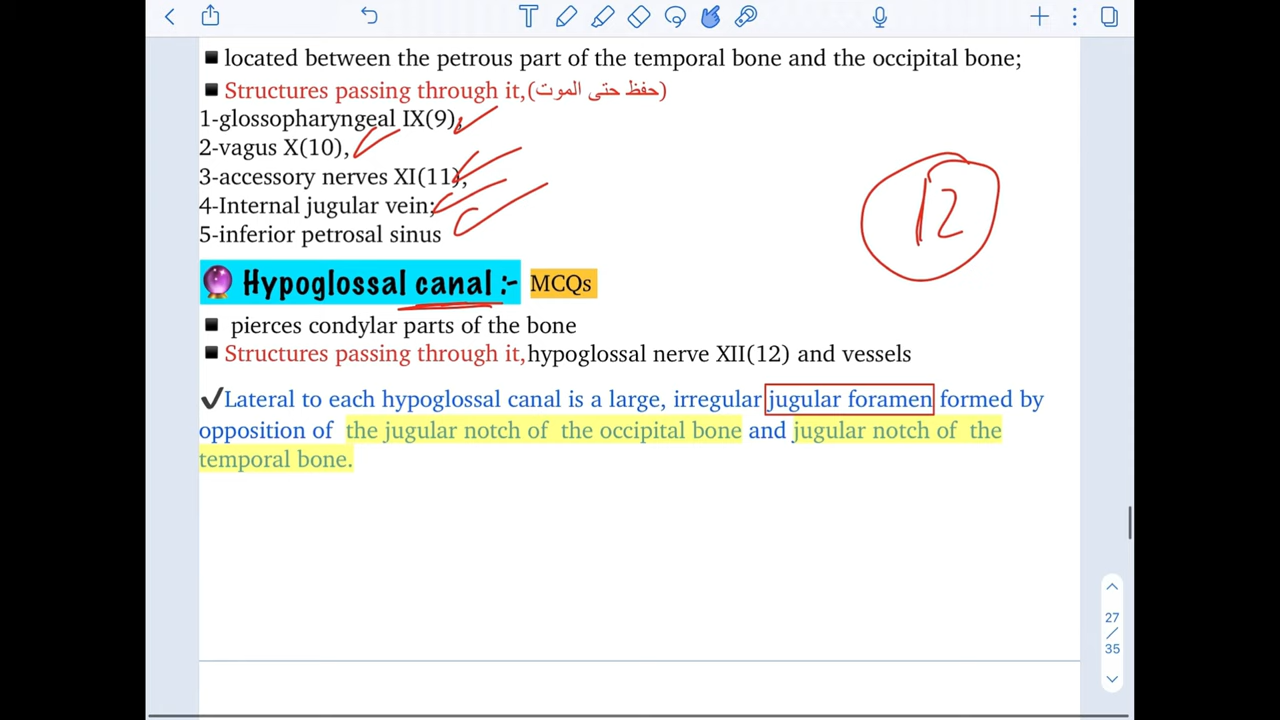 ■ located between the petrous part of the temporal bone and the occipital bone;
■ Structures passing through it,(حفظ حتى الموت)
1-glossopharyngeal IX(9),
2-vagus X(10),
3-accessory nerves XI(11),
4-Internal jugular vein;
5-inferior petrosal sinus
12
🔮 Hypoglossal canal :- MCQs
■ pierces condylar parts of the bone
■ Structures passing through it,hypoglossal nerve XII(12) and vessels
✔Lateral to each hypoglossal canal is a large, irregular jugular foramen formed by
opposition of the jugular notch of the occipital bone and jugular notch of the
temporal bone.
27
/
35